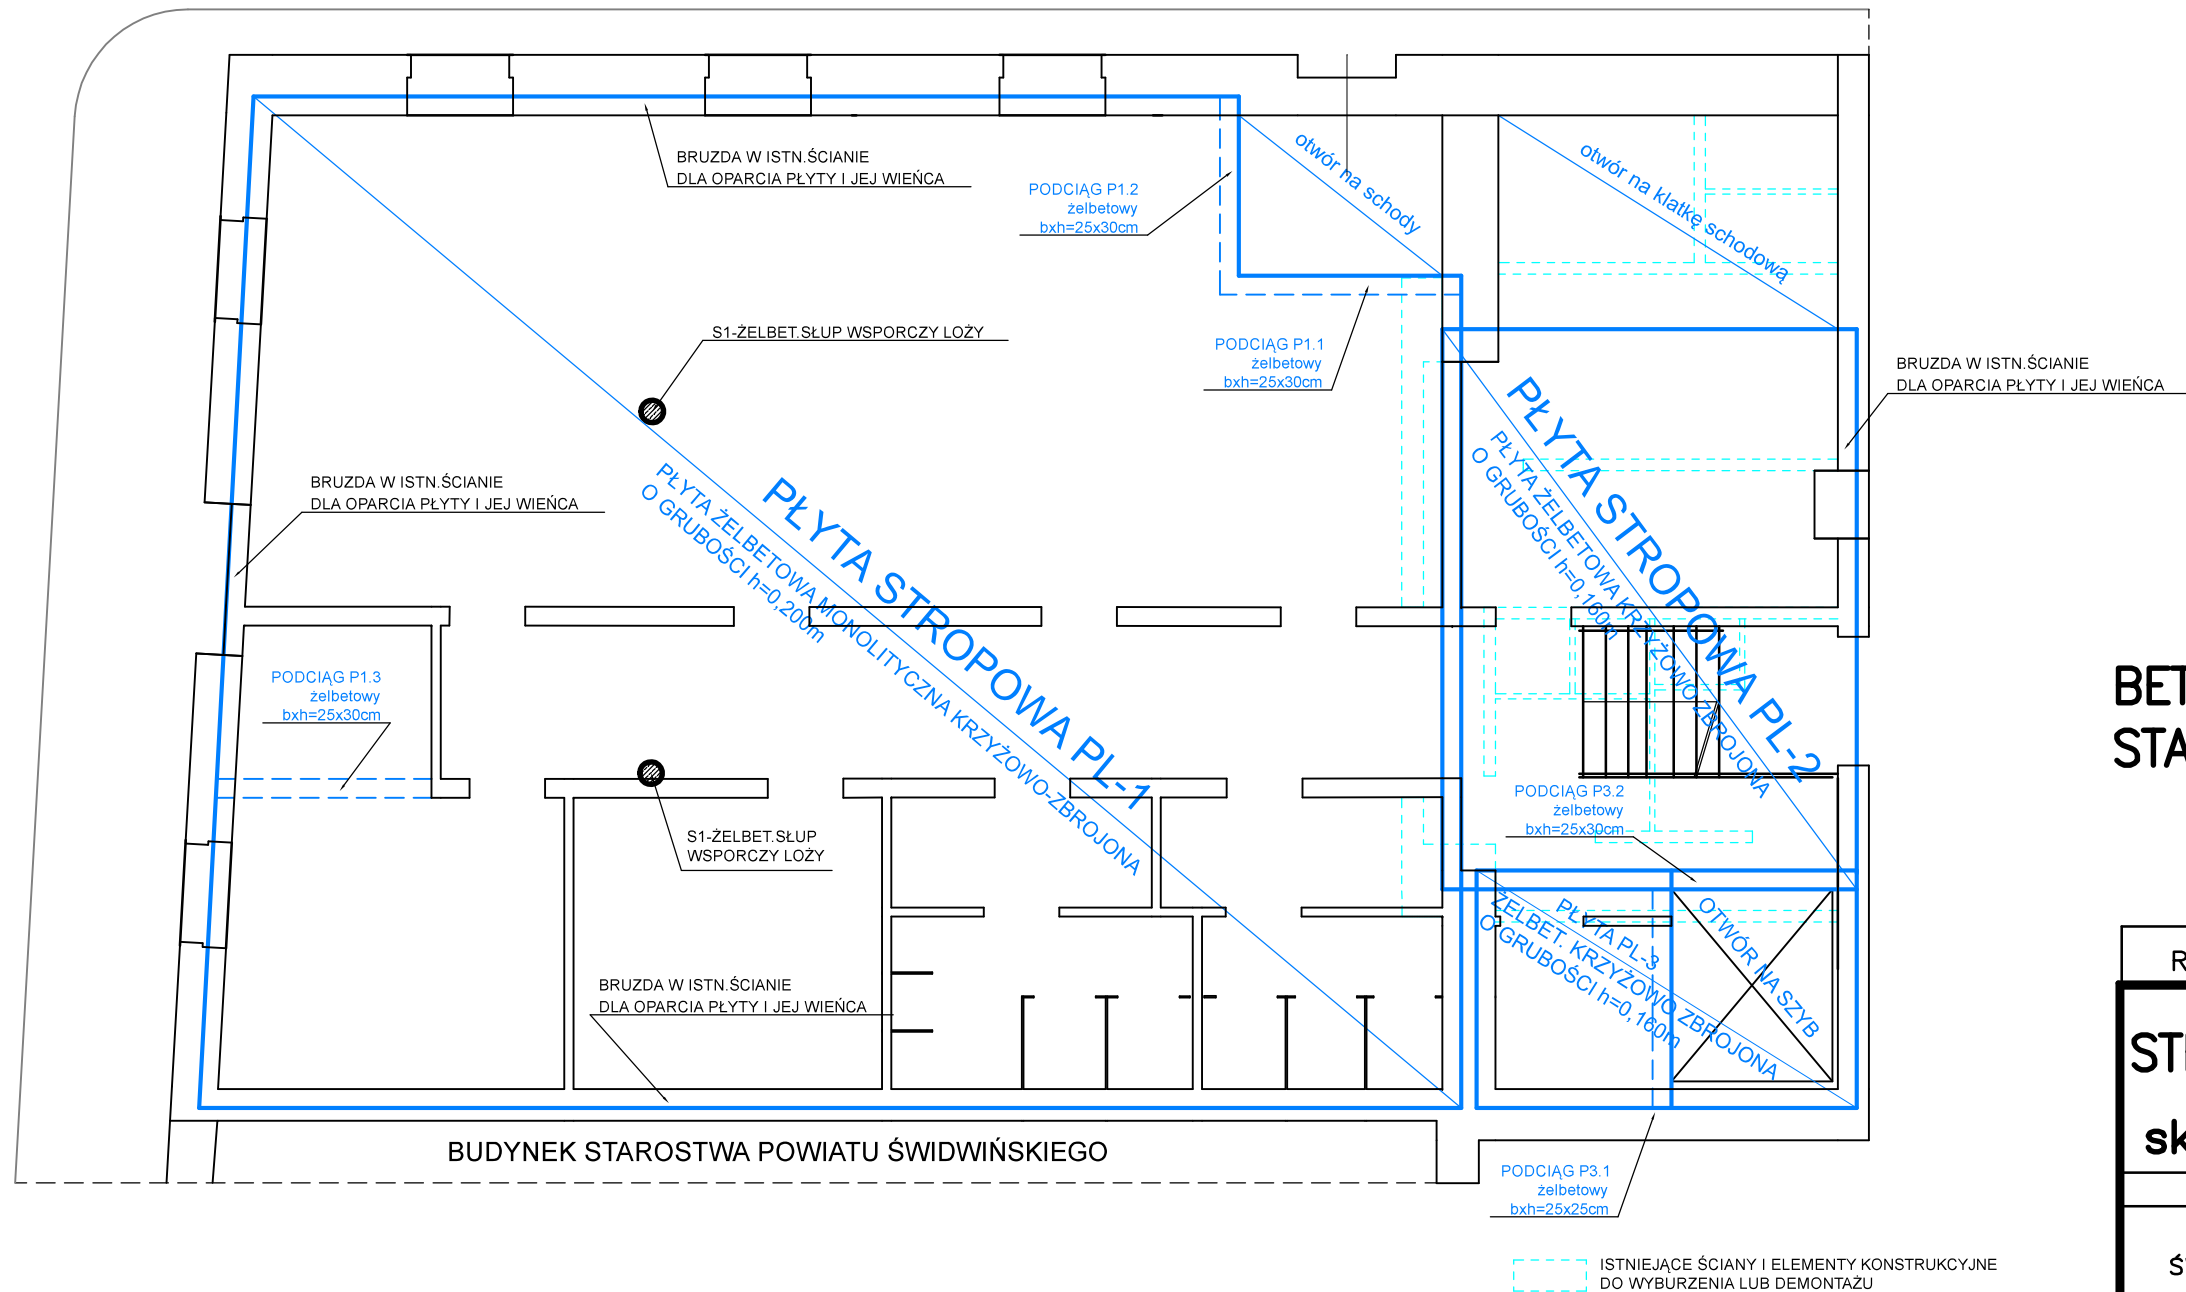 BRUZDA W ISTN.ŚCIANIE
DLA OPARCIA PŁYTY I JEJ WIEŃCA
PODCIĄG P1.2
żelbetowy
bxh=25x30cm
otwór na schody
otwór na klatkę schodową
S1-ŻELBET.SŁUP WSPORCZY LOŻY
PODCIĄG P1.1
żelbetowy
bxh=25x30cm
BRUZDA W ISTN.ŚCIANIE
DLA OPARCIA PŁYTY I JEJ WIEŃCA
BRUZDA W ISTN.ŚCIANIE
DLA OPARCIA PŁYTY I JEJ WIEŃCA
PŁYTA STROPOWA PL-1
PŁYTA ŻELBETOWA MONOLITYCZNA KRZYŻOWO-ZBROJONA
O GRUBOŚCI h=0,200m
PŁYTA STROPOWA PL-2
PŁYTA ŻELBETOWA KRZYŻOWO ZBROJONA
O GRUBOŚCI h=0,160m
PODCIĄG P1.3
żelbetowy
bxh=25x30cm
BET
STA
PODCIĄG P3.2
żelbetowy
bxh=25x30cm
S1-ŻELBET.SŁUP
WSPORCZY LOŻY
PŁYTA PL-3
ŻELBET. KRZYŻOWO ZBROJONA
O GRUBOŚCI h=0,160m
OTWÓR NA SZYB
BRUZDA W ISTN.ŚCIANIE
DLA OPARCIA PŁYTY I JEJ WIEŃCA
R
ST
sk
BUDYNEK STAROSTWA POWIATU ŚWIDWIŃSKIEGO
PODCIĄG P3.1
żelbetowy
bxh=25x25cm
ISTNIEJĄCE ŚCIANY I ELEMENTY KONSTRUKCYJNE
DO WYBURZENIA LUB DEMONTAŻU